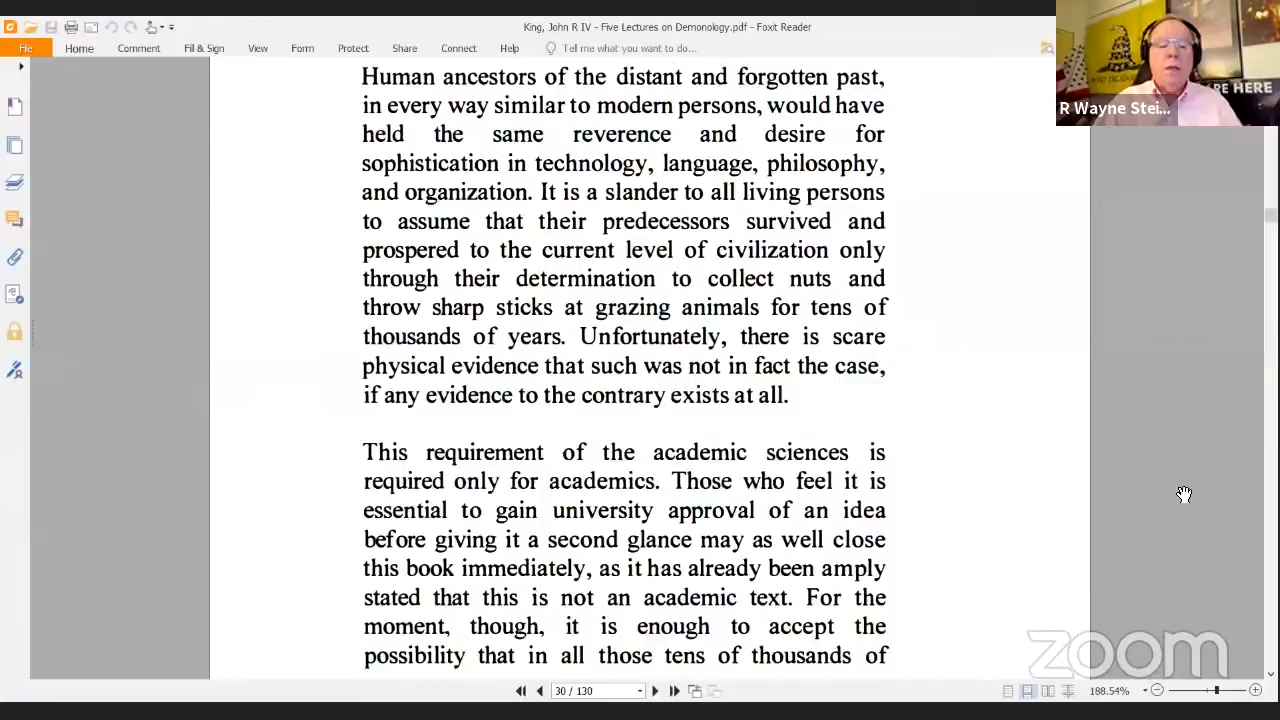 King, John R IV - Five Lectures on Demonology.pdf - Foxit Reader
File Home Comment Fill & Sign View Form Protect Share Connect Help Tell me what you want to do...
R Wayne Stei...
Human ancestors of the distant and forgotten past,
in every way similar to modern persons, would have
held the same reverence and desire for
sophistication in technology, language, philosophy,
and organization. It is a slander to all living persons
to assume that their predecessors survived and
prospered to the current level of civilization only
through their determination to collect nuts and
throw sharp sticks at grazing animals for tens of
thousands of years. Unfortunately, there is scare
physical evidence that such was not in fact the case,
if any evidence to the contrary exists at all.
This requirement of the academic sciences is
required only for academics. Those who feel it is
essential to gain university approval of an idea
before giving it a second glance may as well close
this book immediately, as it has already been amply
stated that this is not an academic text. For the
moment, though, it is enough to accept the
possibility that in all those tens of thousands of
zoom
30 / 130
188.54%